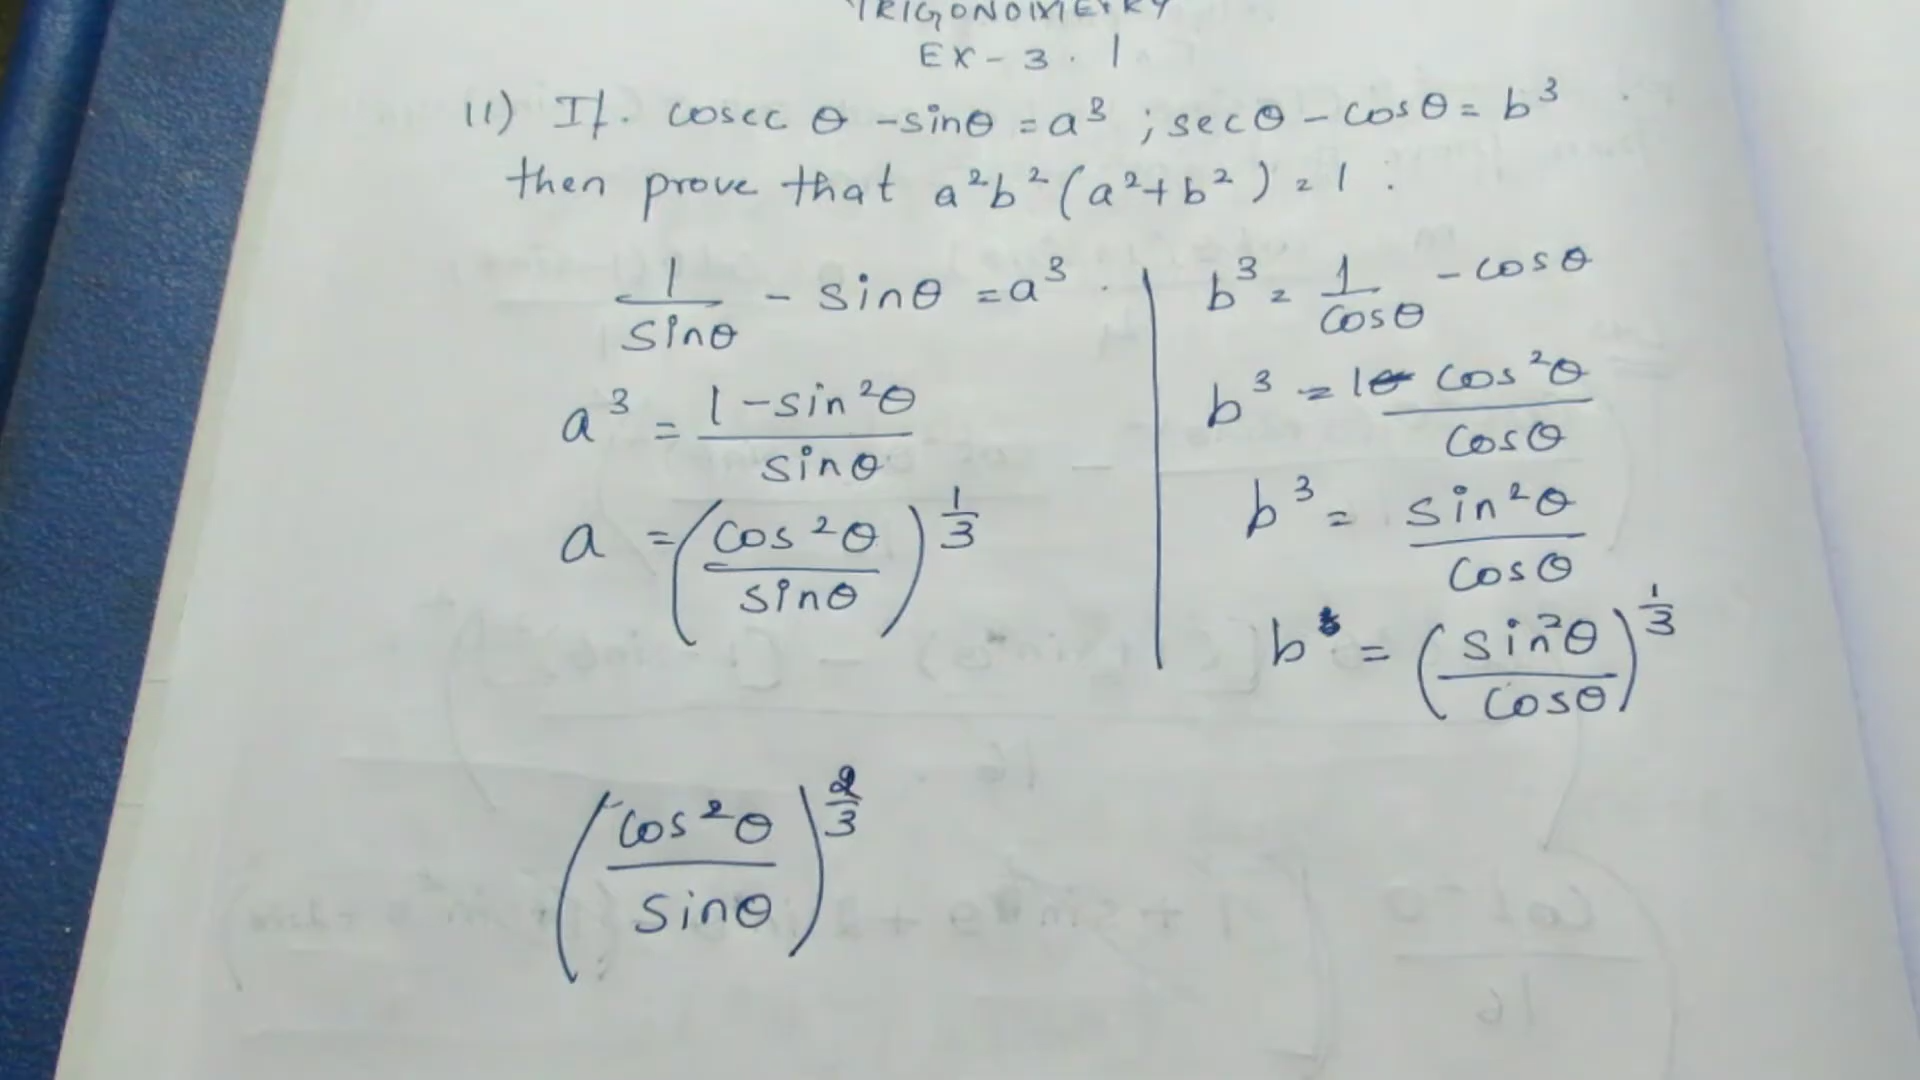 TRIGONOMETRY
EX - 3.1
11) If. cosec θ - sinθ = a³ ; secθ - cosθ = b³
then prove that a²b²(a²+b²) = 1.
1/sinθ - sinθ = a³.
a³ = (1 - sin²θ)/sinθ
a = (cos²θ/sinθ)^(1/3)
b³ = 1/cosθ - cosθ
b³ = (1 - cos²θ)/cosθ
b³ = sin²θ/cosθ
b = (sin²θ/cosθ)^(1/3)
(cos²θ/sinθ)^(2/3)